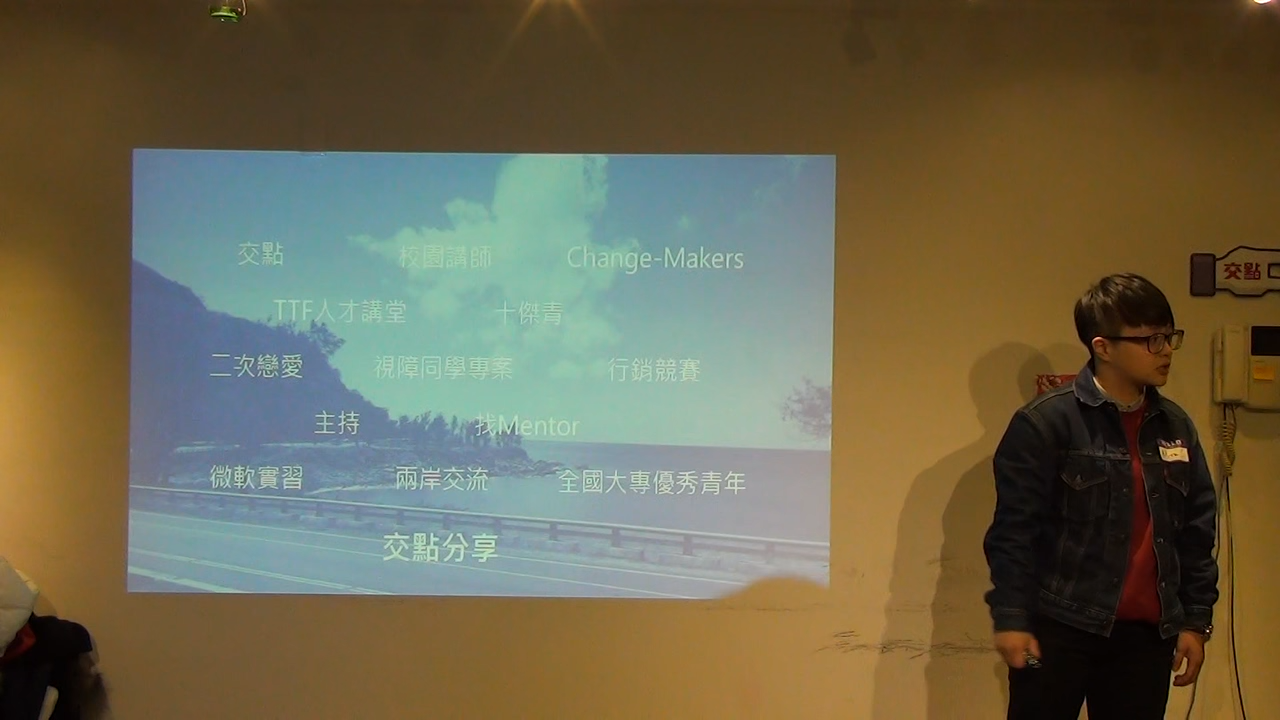 交點 校園講師 Change-Makers
TTF人才講堂 十傑青
二次戀愛 視障同學專案 行銷競賽
主持 找Mentor
微軟實習 兩岸交流 全國大專優秀青年
交點分享
交點